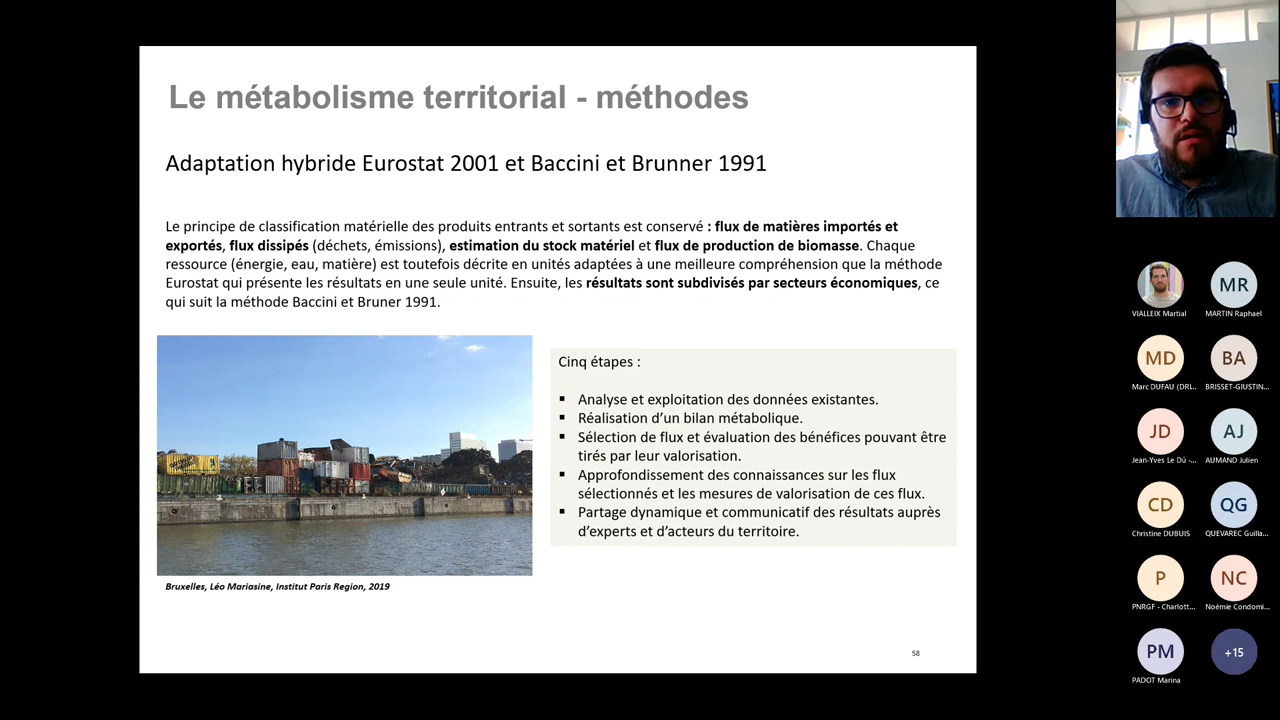 Le métabolisme territorial - méthodes
Adaptation hybride Eurostat 2001 et Baccini et Brunner 1991
Le principe de classification matérielle des produits entrants et sortants est conservé : flux de matières importés et
exportés, flux dissipés (déchets, émissions), estimation du stock matériel et flux de production de biomasse. Chaque
ressource (énergie, eau, matière) est toutefois décrite en unités adaptées à une meilleure compréhension que la méthode
Eurostat qui présente les résultats en une seule unité. Ensuite, les résultats sont subdivisés par secteurs économiques, ce
qui suit la méthode Baccini et Bruner 1991.
Cinq étapes :
▪ Analyse et exploitation des données existantes.
▪ Réalisation d’un bilan métabolique.
▪ Sélection de flux et évaluation des bénéfices pouvant être
tirés par leur valorisation.
▪ Approfondissement des connaissances sur les flux
sélectionnés et les mesures de valorisation de ces flux.
▪ Partage dynamique et communicatif des résultats auprès
d’experts et d’acteurs du territoire.
Bruxelles, Léo Mariasine, Institut Paris Region, 2019
58
VIALLEIX Martial
MR
MARTIN Raphael
MD
Marc DUFAU (DRI...
BA
BRISSET-GIUSTIN...
JD
Jean-Yves Le Dû -...
AJ
AUMAND Julien
CD
Christine DUBUIS
QG
QUEVAREC Guilla...
P
PNRGF - Charlott...
NC
Noémie Condomi...
PM
PADOT Marina
+15